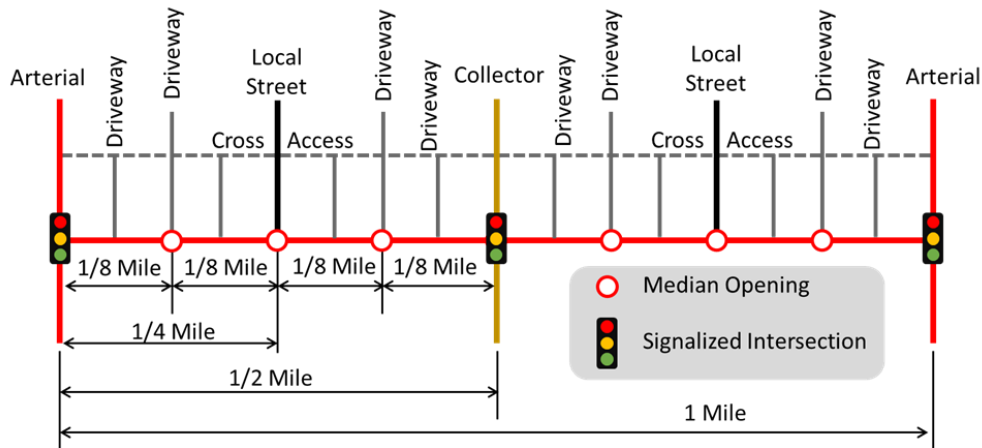 Arterial
Driveway
Driveway
Local
Street
Driveway
Driveway
Collector
Driveway
Driveway
Local
Street
Driveway
Driveway
Arterial
Cross Access
Cross Access
1/8 Mile
1/8 Mile
1/8 Mile
1/8 Mile
1/4 Mile
1/2 Mile
1 Mile
Median Opening
Signalized Intersection